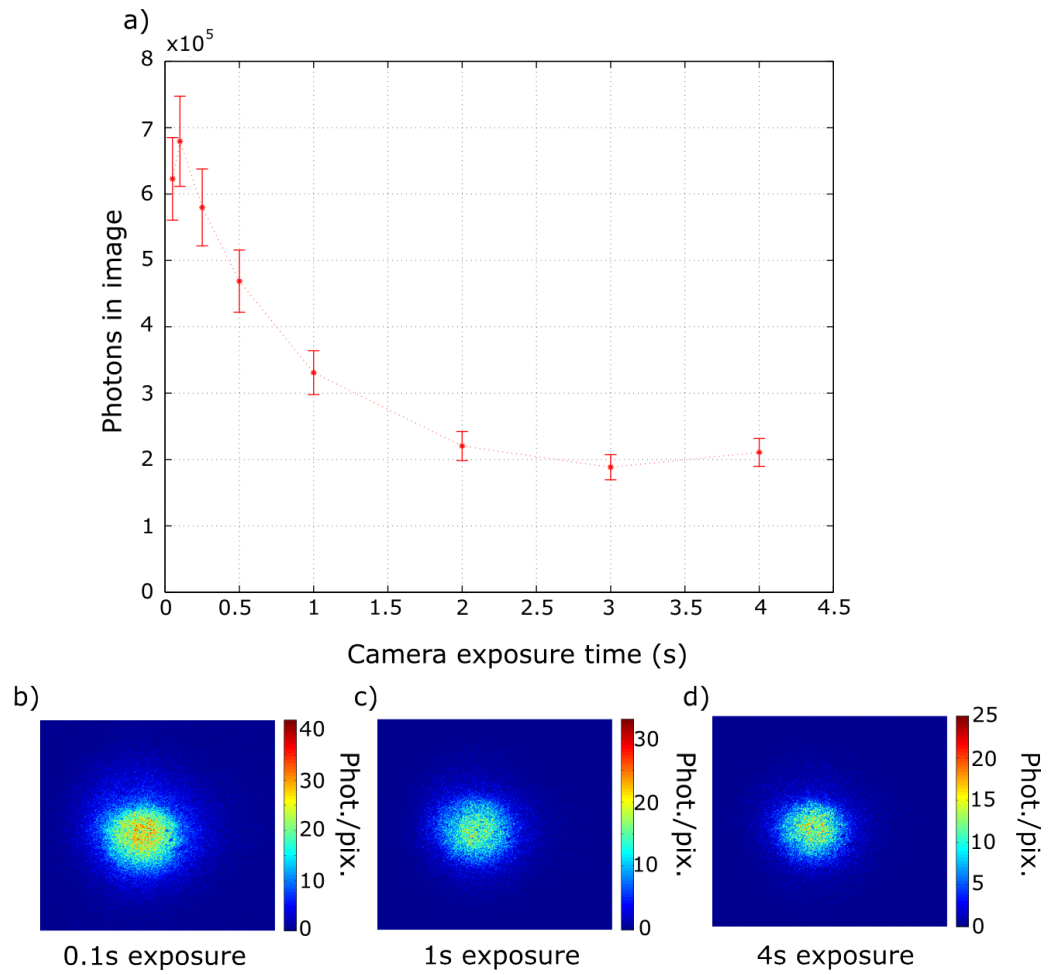 a)
x10⁵
8
7
6
5
4
3
2
1
0
Photons in image
0 0.5 1 1.5 2 2.5 3 3.5 4 4.5
Camera exposure time (s)
b)
40
30
20
10
0
Phot./pix.
0.1s exposure
c)
30
20
10
0
Phot./pix.
1s exposure
d)
25
20
15
10
5
0
Phot./pix.
4s exposure